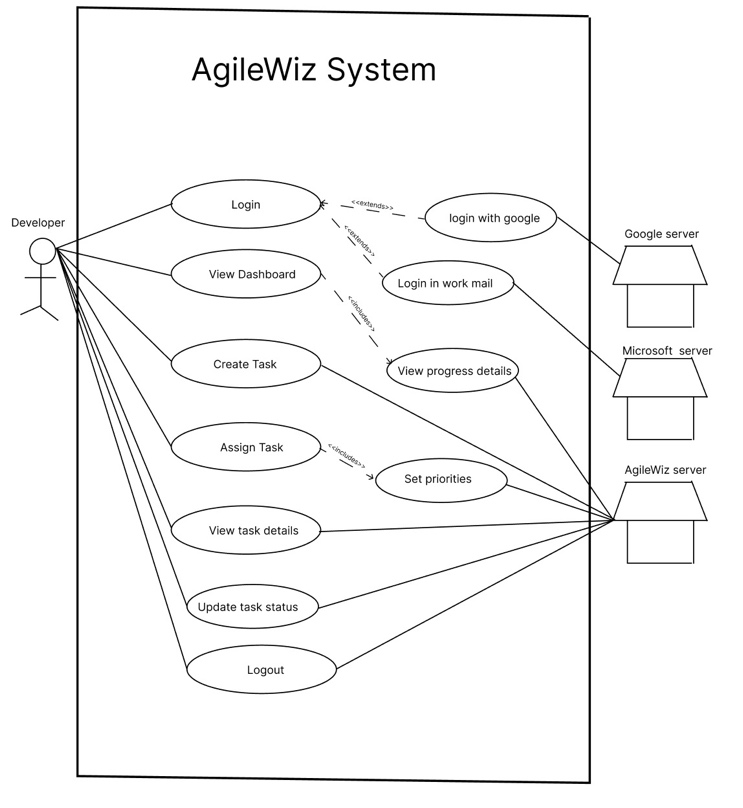 AgileWiz System
Developer
Login
<<extends>>
login with google
Google server
<<extends>>
View Dashboard
Login in work mail
<<includes>>
Microsoft server
Create Task
View progress details
Assign Task
<<includes>>
Set priorities
AgileWiz server
View task details
Update task status
Logout